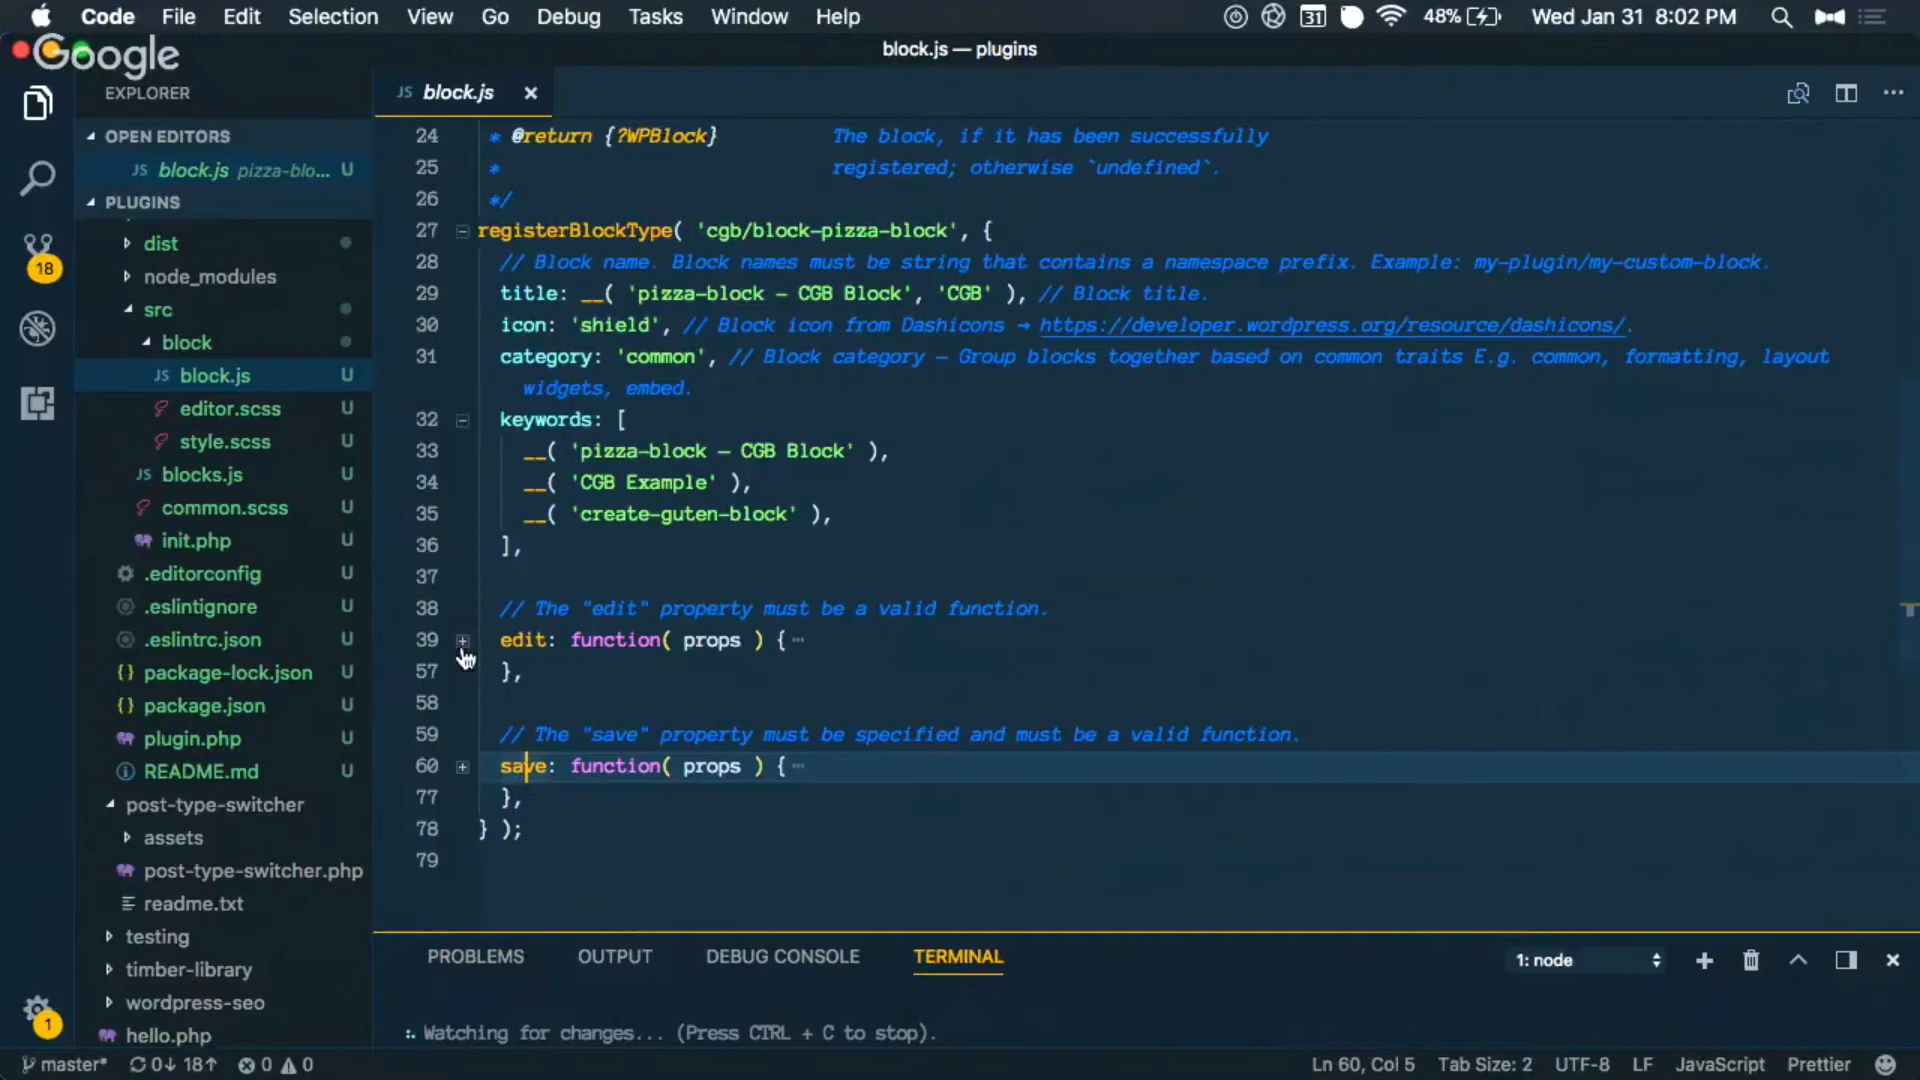 Code File Edit Selection View Go Debug Tasks Window Help 31 48% Wed Jan 31 8:02 PM
Google
block.js — plugins
EXPLORER
JS block.js ×
OPEN EDITORS
JS block.js pizza-blo... U
PLUGINS
dist
node_modules
src
block
JS block.js U
editor.scss U
style.scss U
JS blocks.js U
common.scss U
init.php U
.editorconfig U
.eslintignore U
.eslintrc.json U
{} package-lock.json U
{} package.json U
plugin.php U
README.md U
post-type-switcher
assets
post-type-switcher.php
readme.txt
testing
timber-library
wordpress-seo
hello.php
18
1
24 * @return {?WPBlock} The block, if it has been successfully
25 * registered; otherwise `undefined`.
26 */
27 registerBlockType( 'cgb/block-pizza-block', {
28 // Block name. Block names must be string that contains a namespace prefix. Example: my-plugin/my-custom-block.
29 title: __( 'pizza-block - CGB Block', 'CGB' ), // Block title.
30 icon: 'shield', // Block icon from Dashicons → https://developer.wordpress.org/resource/dashicons/.
31 category: 'common', // Block category — Group blocks together based on common traits E.g. common, formatting, layout
widgets, embed.
32 keywords: [
33 __( 'pizza-block — CGB Block' ),
34 __( 'CGB Example' ),
35 __( 'create-guten-block' ),
36 ],
37
38 // The "edit" property must be a valid function.
39 edit: function( props ) {
57 },
58
59 // The "save" property must be specified and must be a valid function.
60 save: function( props ) {
77 },
78 } );
79
PROBLEMS OUTPUT DEBUG CONSOLE TERMINAL 1: node
:. Watching for changes... (Press CTRL + C to stop).
master* 0↓ 18↑ 0 0 Ln 60, Col 5 Tab Size: 2 UTF-8 LF JavaScript Prettier